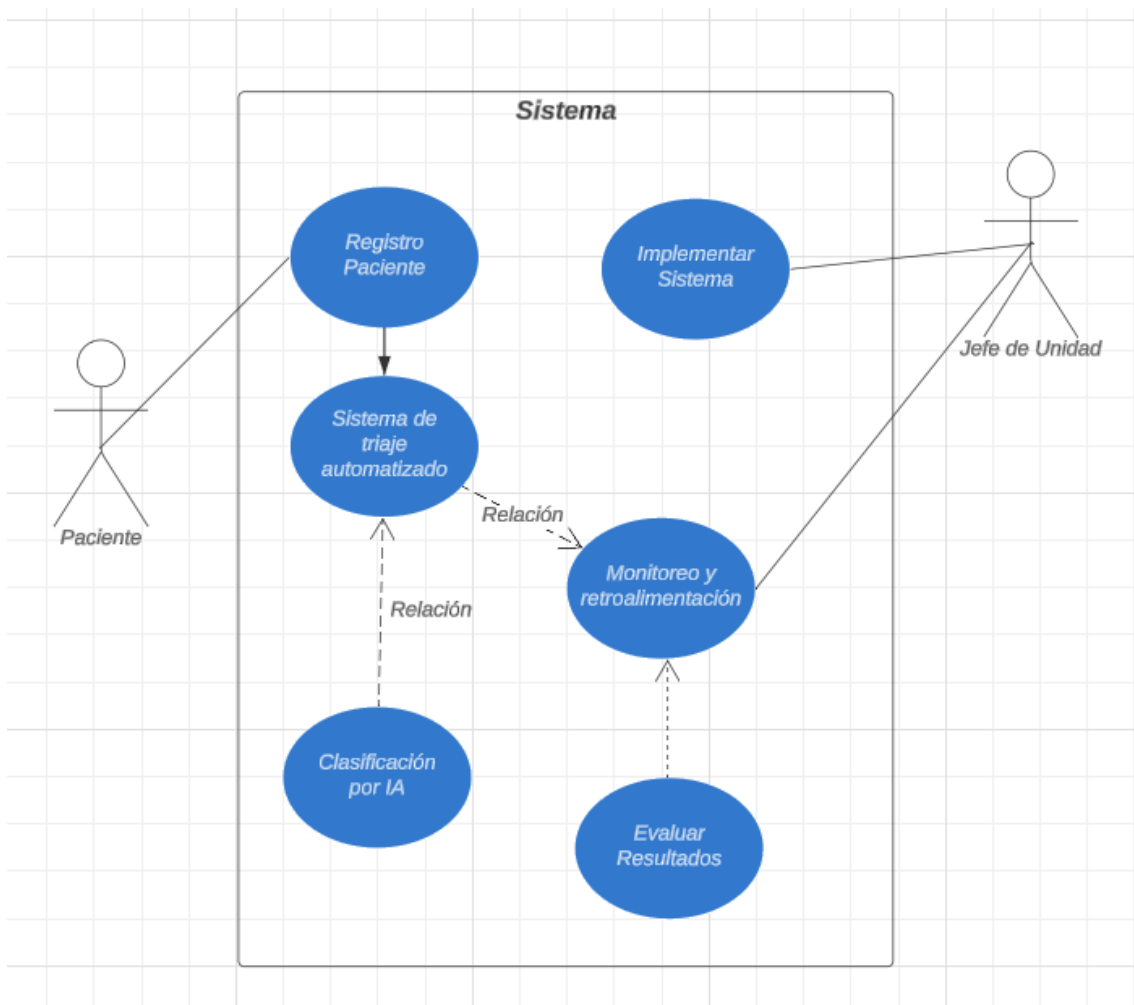 Sistema
Registro
Paciente
Implementar
Sistema
Jefe de Unidad
Sistema de
triaje
automatizado
Paciente
Relación
Monitoreo y
retroalimentación
Relación
Clasificación
por IA
Evaluar
Resultados